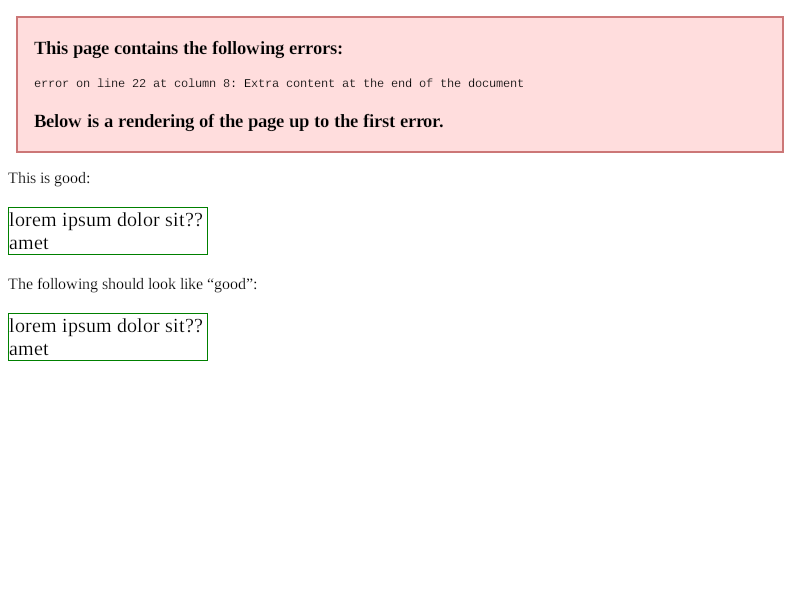 This page contains the following errors:
error on line 22 at column 8: Extra content at the end of the document
Below is a rendering of the page up to the first error.
This is good:
lorem ipsum dolor sit??
amet
The following should look like “good”:
lorem ipsum dolor sit??
amet